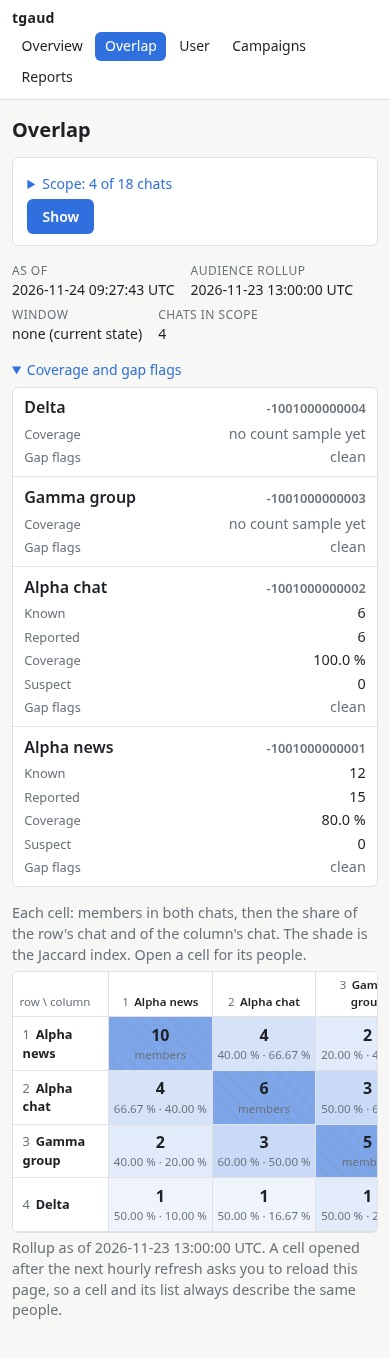 tgaud
Overview Overlap User Campaigns
Reports
Overlap
▶ Scope: 4 of 18 chats
Show
AS OF AUDIENCE ROLLUP
2026-11-24 09:27:43 UTC 2026-11-23 13:00:00 UTC
WINDOW CHATS IN SCOPE
none (current state) 4
▼ Coverage and gap flags
Delta -1001000000004
Coverage no count sample yet
Gap flags clean
Gamma group -1001000000003
Coverage no count sample yet
Gap flags clean
Alpha chat -1001000000002
Known 6
Reported 6
Coverage 100.0 %
Suspect 0
Gap flags clean
Alpha news -1001000000001
Known 12
Reported 15
Coverage 80.0 %
Suspect 0
Gap flags clean
Each cell: members in both chats, then the share of
the row's chat and of the column's chat. The shade is
the Jaccard index. Open a cell for its people.
row \ column 1 Alpha news 2 Alpha chat 3
1 Alpha news 10 members 4 40.00 % · 66.67 % 2 20.00 % ·
2 Alpha chat 4 66.67 % · 40.00 % 6 members 3 50.00 % ·
3 Gamma group 2 40.00 % · 20.00 % 3 60.00 % · 50.00 % 5
4 Delta 1 50.00 % · 10.00 % 1 50.00 % · 16.67 % 1 50.00 % ·
Rollup as of 2026-11-23 13:00:00 UTC. A cell opened
after the next hourly refresh asks you to reload this
page, so a cell and its list always describe the same
people.